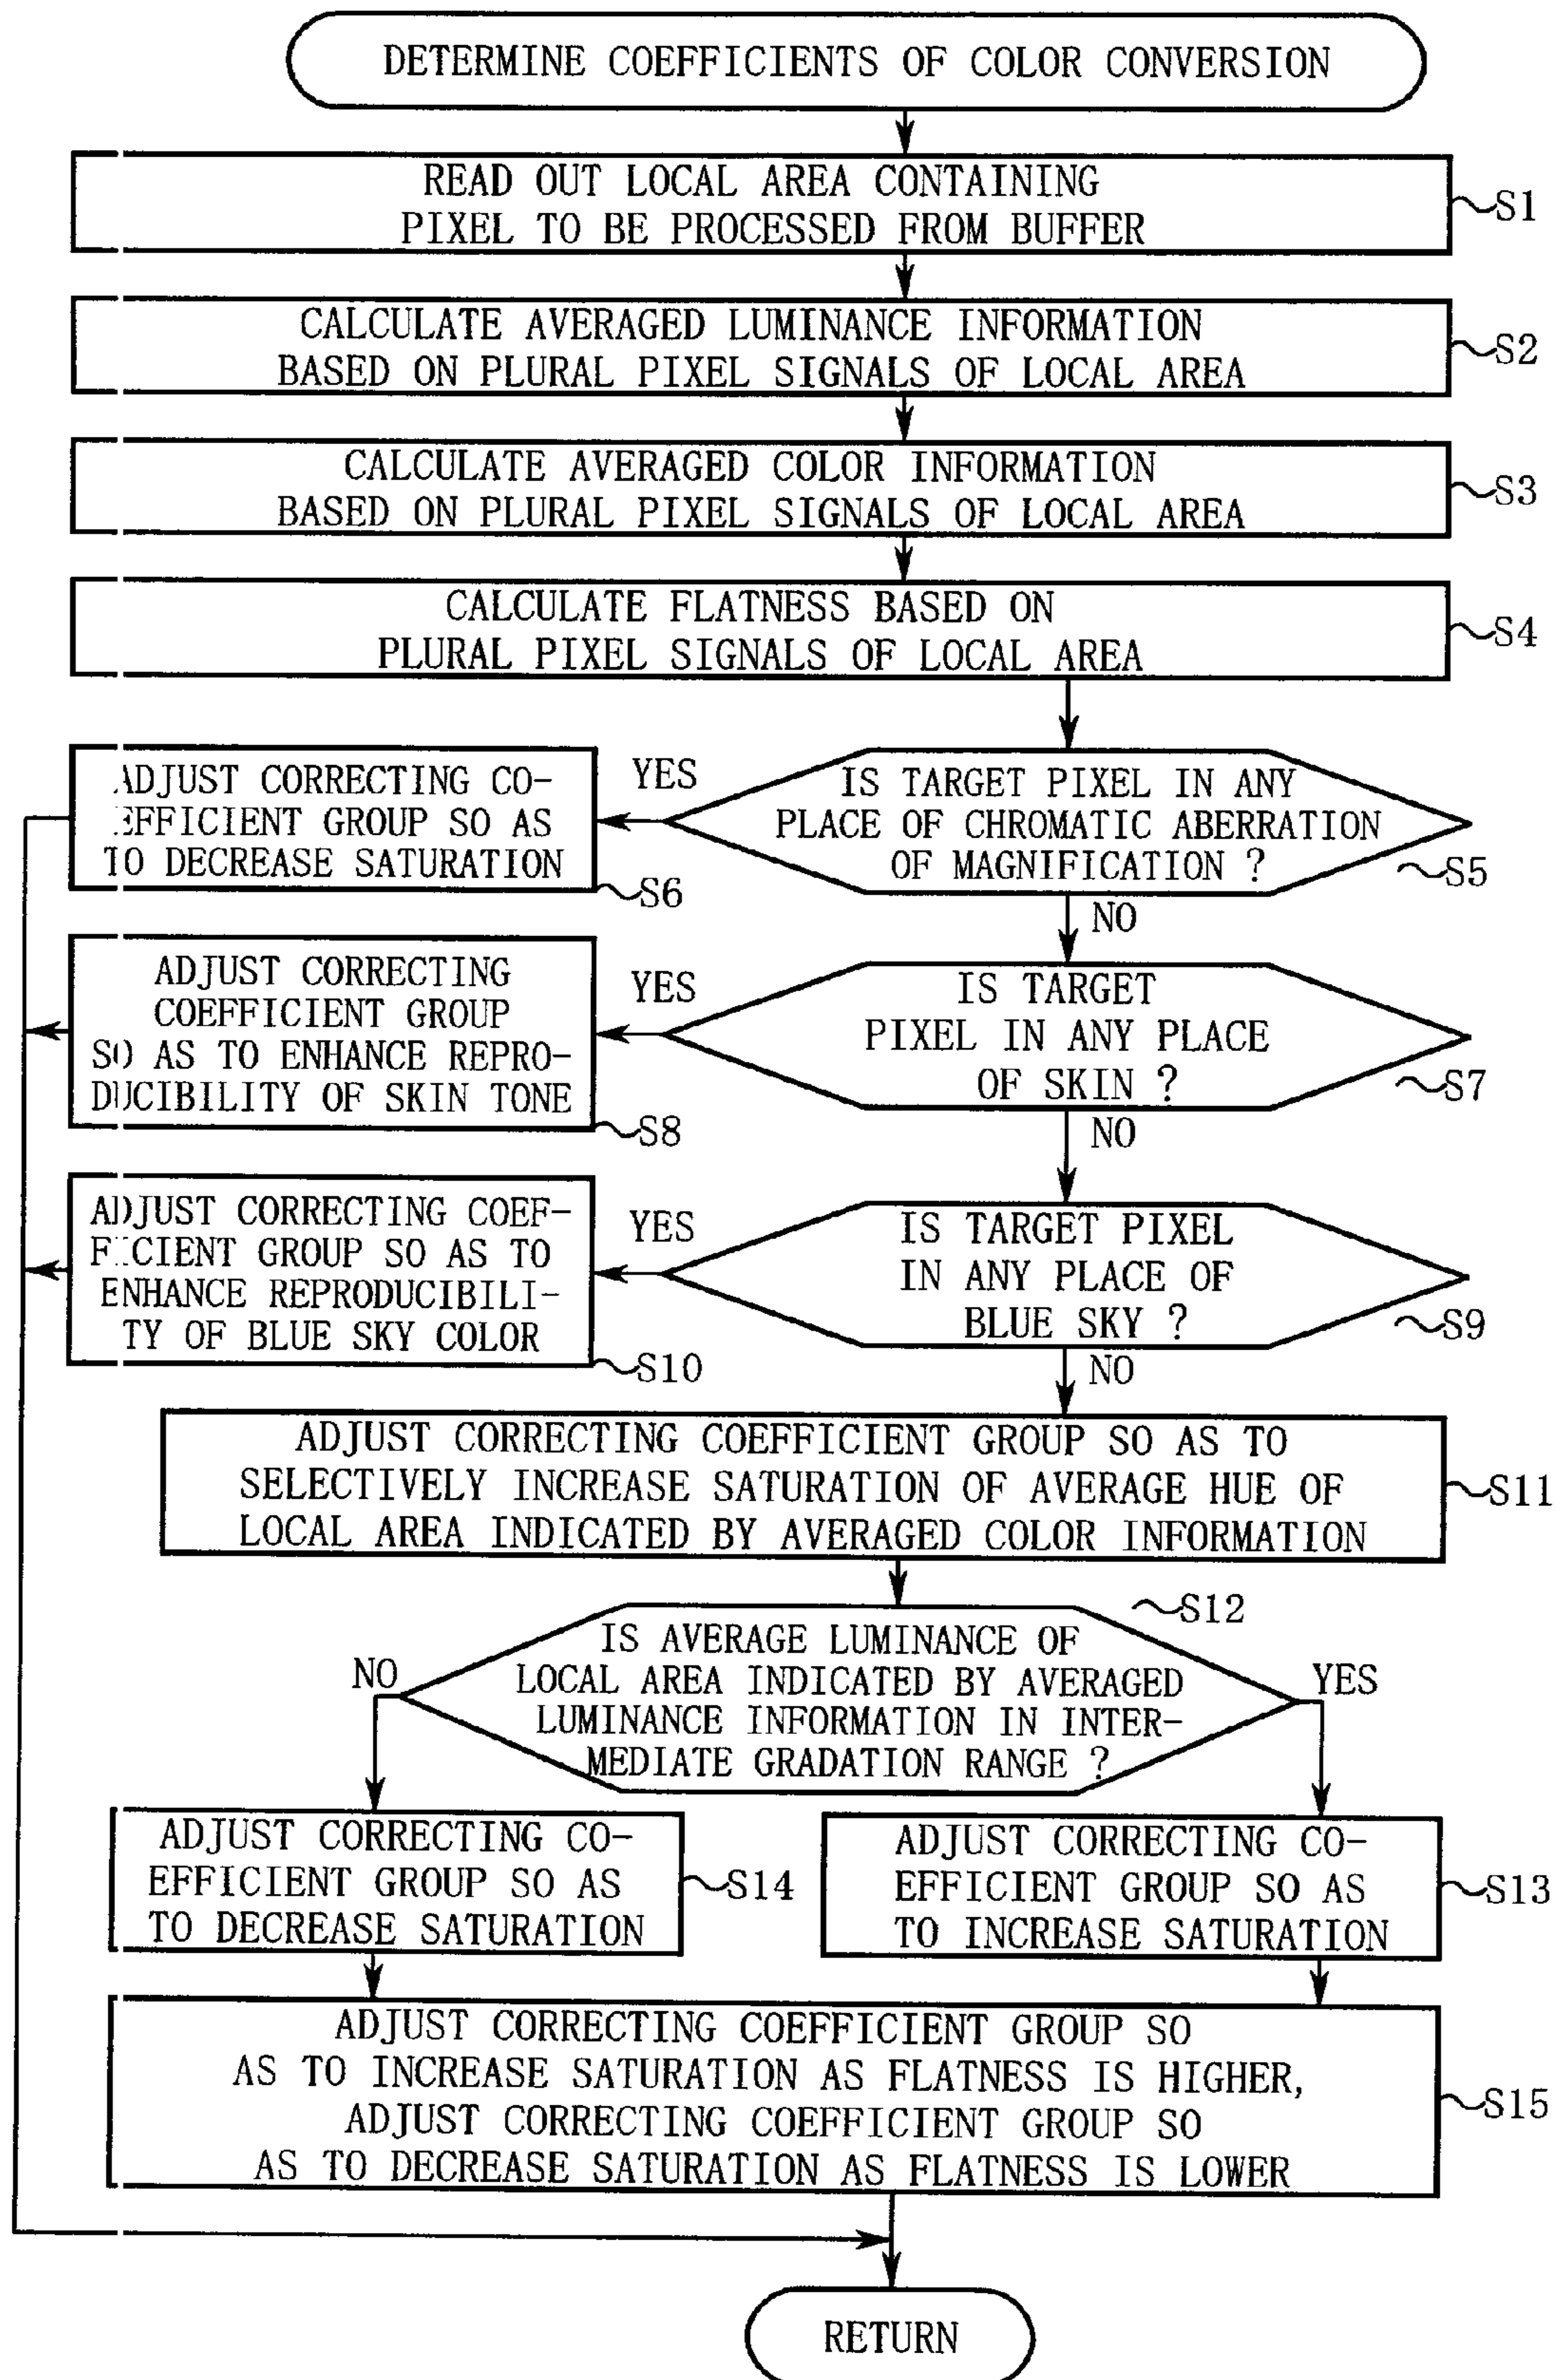 DETERMINE COEFFICIENTS OF COLOR CONVERSION
READ OUT LOCAL AREA CONTAINING
PIXEL TO BE PROCESSED FROM BUFFER
S1
CALCULATE AVERAGED LUMINANCE INFORMATION
BASED ON PLURAL PIXEL SIGNALS OF LOCAL AREA
S2
CALCULATE AVERAGED COLOR INFORMATION
BASED ON PLURAL PIXEL SIGNALS OF LOCAL AREA
S3
CALCULATE FLATNESS BASED ON
PLURAL PIXEL SIGNALS OF LOCAL AREA
S4
IS TARGET PIXEL IN ANY
PLACE OF CHROMATIC ABERRATION
OF MAGNIFICATION ?
S5
YES
NO
ADJUST CORRECTING CO-
EFFICIENT GROUP SO AS
TO DECREASE SATURATION
S6
IS TARGET
PIXEL IN ANY PLACE
OF SKIN ?
S7
YES
NO
ADJUST CORRECTING
COEFFICIENT GROUP
SO AS TO ENHANCE REPRO-
DUCIBILITY OF SKIN TONE
S8
IS TARGET PIXEL
IN ANY PLACE OF
BLUE SKY ?
S9
YES
NO
ADJUST CORRECTING COEF-
FICIENT GROUP SO AS TO
ENHANCE REPRODUCIBILI-
TY OF BLUE SKY COLOR
S10
ADJUST CORRECTING COEFFICIENT GROUP SO AS TO
SELECTIVELY INCREASE SATURATION OF AVERAGE HUE OF
LOCAL AREA INDICATED BY AVERAGED COLOR INFORMATION
S11
S12
IS AVERAGE LUMINANCE OF
LOCAL AREA INDICATED BY AVERAGED
LUMINANCE INFORMATION IN INTER-
MEDIATE GRADATION RANGE ?
NO
YES
ADJUST CORRECTING CO-
EFFICIENT GROUP SO AS
TO DECREASE SATURATION
S14
ADJUST CORRECTING CO-
EFFICIENT GROUP SO AS
TO INCREASE SATURATION
S13
ADJUST CORRECTING COEFFICIENT GROUP SO
AS TO INCREASE SATURATION AS FLATNESS IS HIGHER,
ADJUST CORRECTING COEFFICIENT GROUP SO
AS TO DECREASE SATURATION AS FLATNESS IS LOWER
S15
RETURN